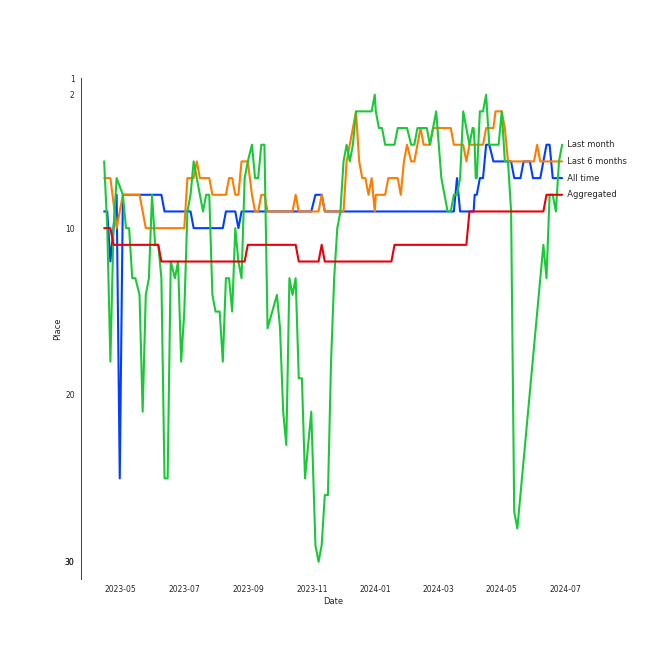 1
2
10
20
30
Place
2023-05 2023-07 2023-09 2023-11 2024-01 2024-03 2024-05 2024-07
Date
Last month
Last 6 months
All time
Aggregated